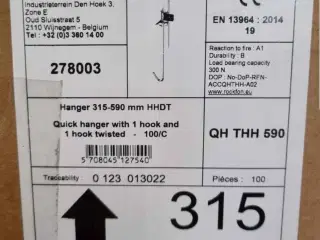 Industrieterrein Den Hoek 3.
Zone E
Oud Sluisstraat 5
2110 Wijnegem - Belgium
Tel. : +32 (0)3 360 14 00
EN 13964 : 2014
19
278003
Reaction to fire : A1
Durability : B
Load bearing capacity
300 N
DOP : No-DoP-RFN-
ACCQHTHH-A02
www.rockfon.com
Hanger 315-590 mm HHDT
Quick hanger with 1 hook and
1 hook twisted - 100/C
QH THH 590
5 708045 127540
Traceability : 0 123 013022
Pièces : 100
315